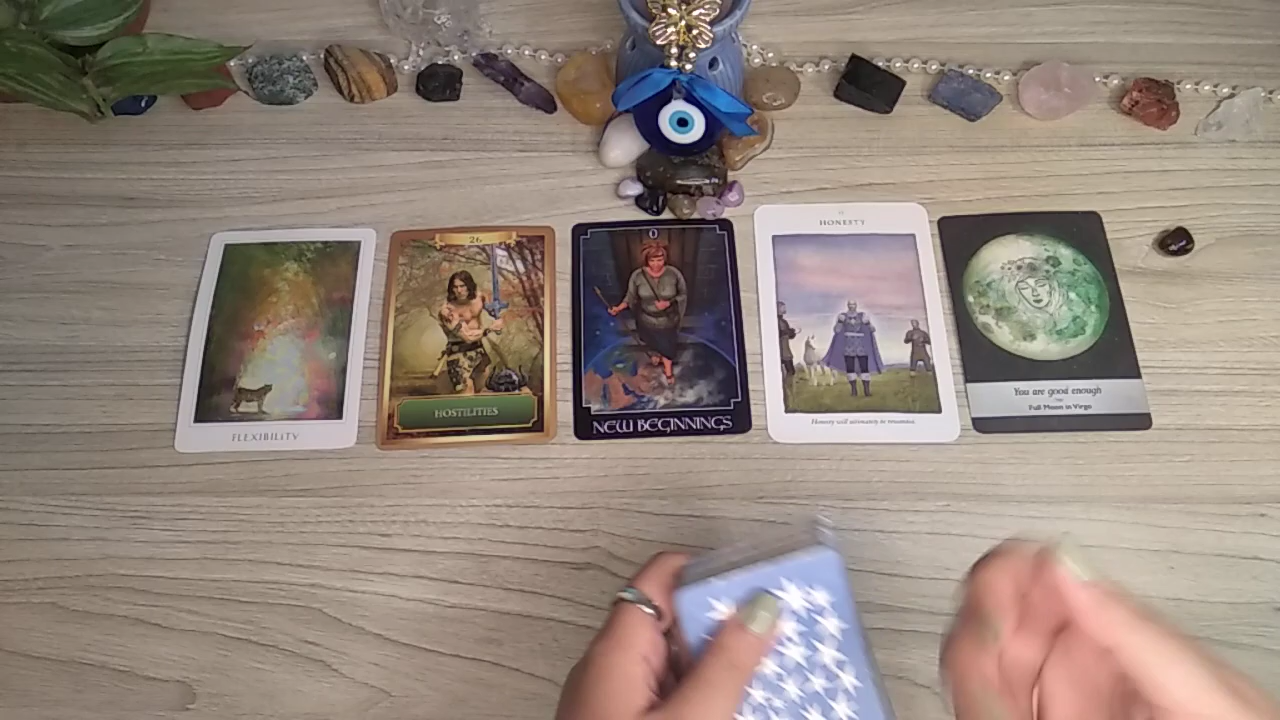 FLEXIBILITY
26
HOSTILITIES
0
NEW BEGINNINGS
HONESTY
Honesty will ultimately be rewarded.
You are good enough
Full Moon in Virgo